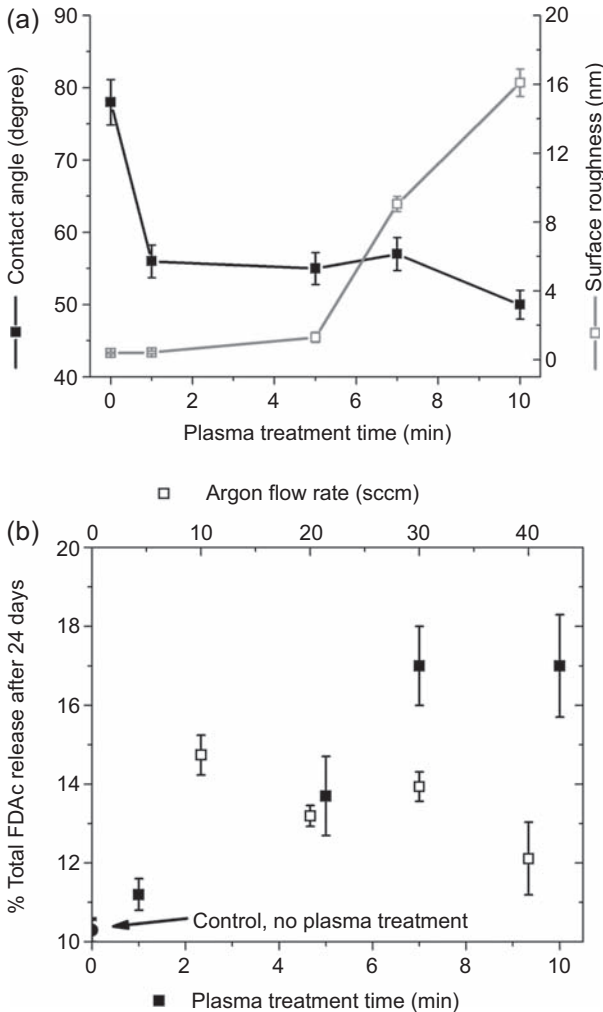 (a)
90
80
70
60
50
40
Contact angle (degree)
20
16
12
8
4
0
Surface roughness (nm)
0 2 4 6 8 10
Plasma treatment time (min)
Argon flow rate (sccm)
(b)
0 10 20 30 40
20
18
16
14
12
10
% Total FDAc release after 24 days
Control, no plasma treatment
0 2 4 6 8 10
Plasma treatment time (min)